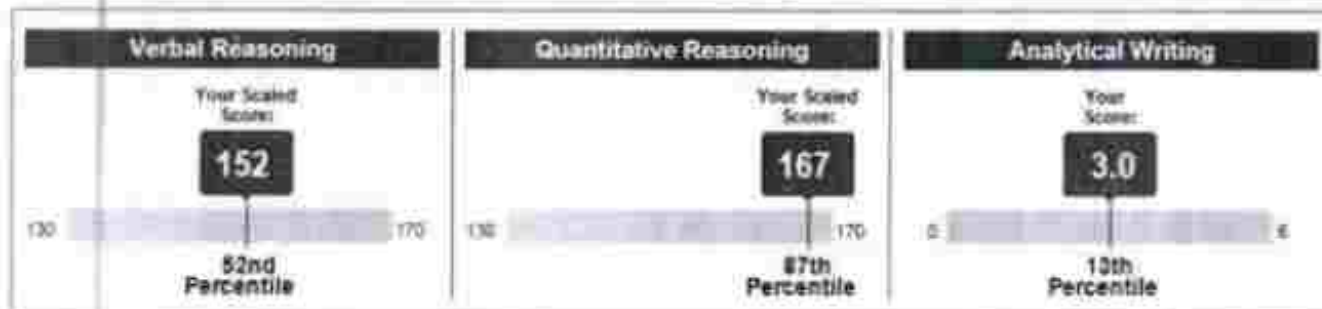 Verbal Reasoning
Your Scaled
Score:
152
130
170
52nd
Percentile
Quantitative Reasoning
Your Scaled
Score:
167
130
170
87th
Percentile
Analytical Writing
Your
Score:
3.0
0
6
13th
Percentile